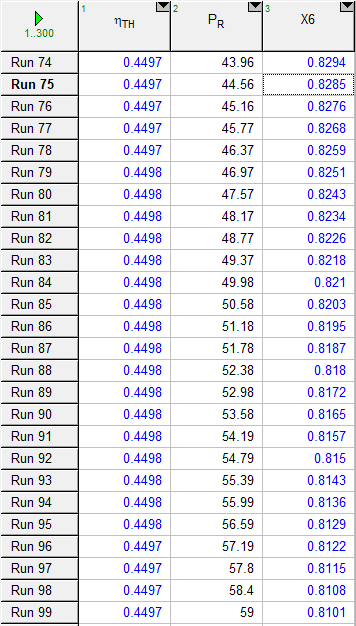 1 ηTH 2 PR 3 X6
1..300
Run 74 0.4497 43.96 0.8294
Run 75 0.4497 44.56 0.8285
Run 76 0.4497 45.16 0.8276
Run 77 0.4497 45.77 0.8268
Run 78 0.4497 46.37 0.8259
Run 79 0.4498 46.97 0.8251
Run 80 0.4498 47.57 0.8243
Run 81 0.4498 48.17 0.8234
Run 82 0.4498 48.77 0.8226
Run 83 0.4498 49.37 0.8218
Run 84 0.4498 49.98 0.821
Run 85 0.4498 50.58 0.8203
Run 86 0.4498 51.18 0.8195
Run 87 0.4498 51.78 0.8187
Run 88 0.4498 52.38 0.818
Run 89 0.4498 52.98 0.8172
Run 90 0.4498 53.58 0.8165
Run 91 0.4498 54.19 0.8157
Run 92 0.4498 54.79 0.815
Run 93 0.4498 55.39 0.8143
Run 94 0.4498 55.99 0.8136
Run 95 0.4498 56.59 0.8129
Run 96 0.4497 57.19 0.8122
Run 97 0.4497 57.8 0.8115
Run 98 0.4497 58.4 0.8108
Run 99 0.4497 59 0.8101